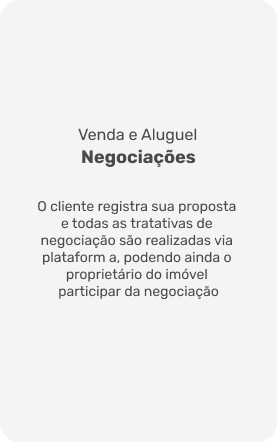 Venda e Aluguel
Negociações
O cliente registra sua proposta
e todas as tratativas de
negociação são realizadas via
plataform a, podendo ainda o
proprietário do imóvel
participar da negociação